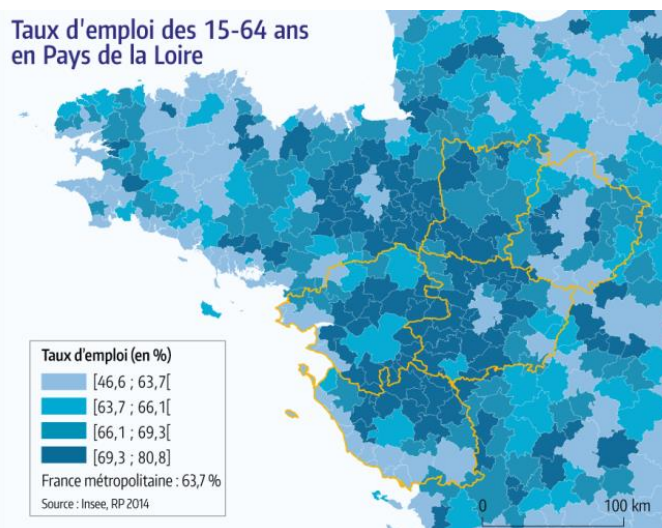 Taux d'emploi des 15-64 ans
en Pays de la Loire
Taux d'emploi (en %)
[46,6 ; 63,7[
[63,7 ; 66,1[
[66,1 ; 69,3[
[69,3 ; 80,8]
France métropolitaine : 63,7 %
Source : Insee, RP 2014
0 100 km